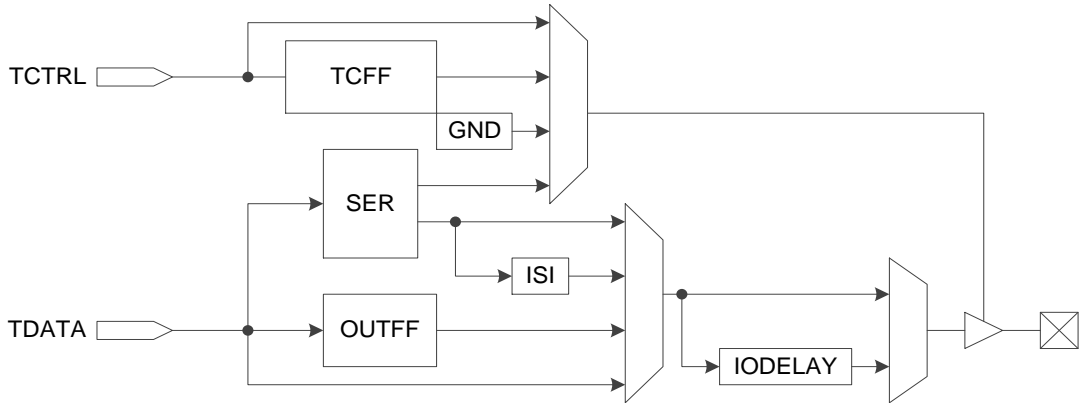 TCTRL
TCFF
GND
SER
ISI
TDATA
OUTFF
IODELAY